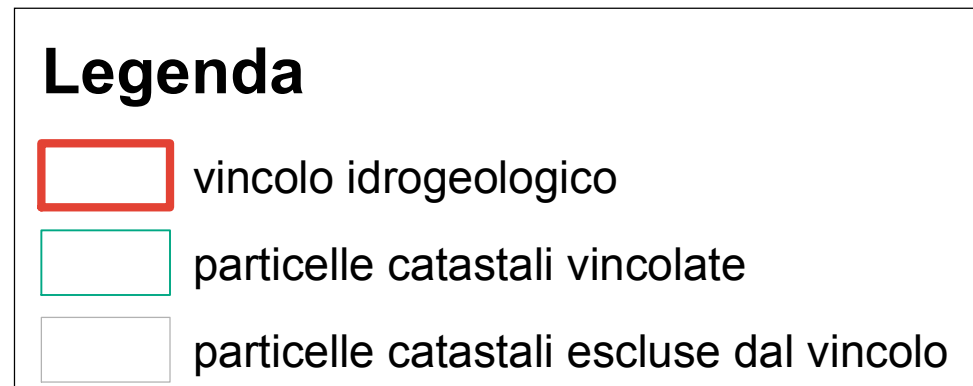 Legenda
vincolo idrogeologico
particelle catastali vincolate
particelle catastali escluse dal vincolo